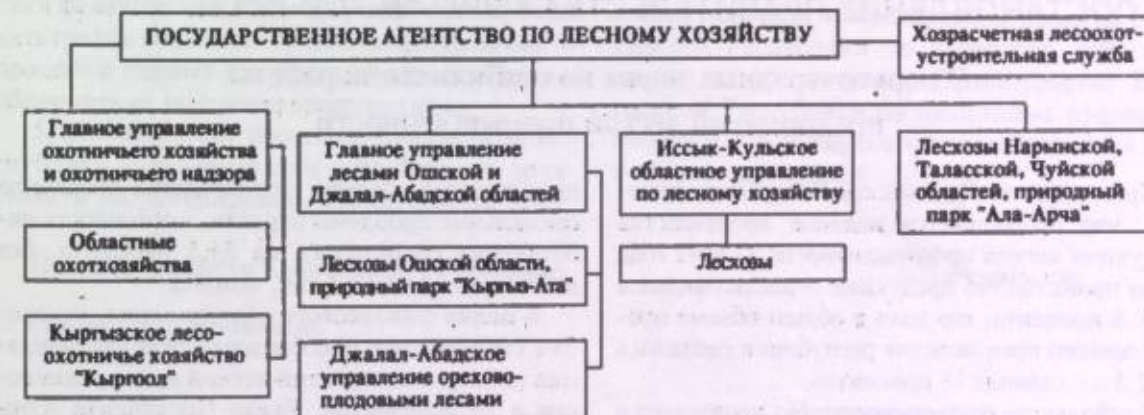 ГОСУДАРСТВЕННОЕ АГЕНТСТВО ПО ЛЕСНОМУ ХОЗЯЙСТВУ
Хозрасчетная лесоохот-
устроительная служба
Главное управление
охотничьего хозяйства
и охотничьего надзора
Областные
охотхозяйства
Кыргызское лесо-
охотничье хозяйство
"Кыргоол"
Главное управление
лесами Ошской и
Джалал-Абадской областей
Лесхозы Ошской области,
природный парк "Кыргыз-Ата"
Джалал-Абадское
управление орехово-
плодовыми лесами
Иссык-Кульское
областное управление
по лесному хозяйству
Лесхозы
Лесхозы Нарынской,
Таласской, Чуйской
областей, природный
парк "Ала-Арча"